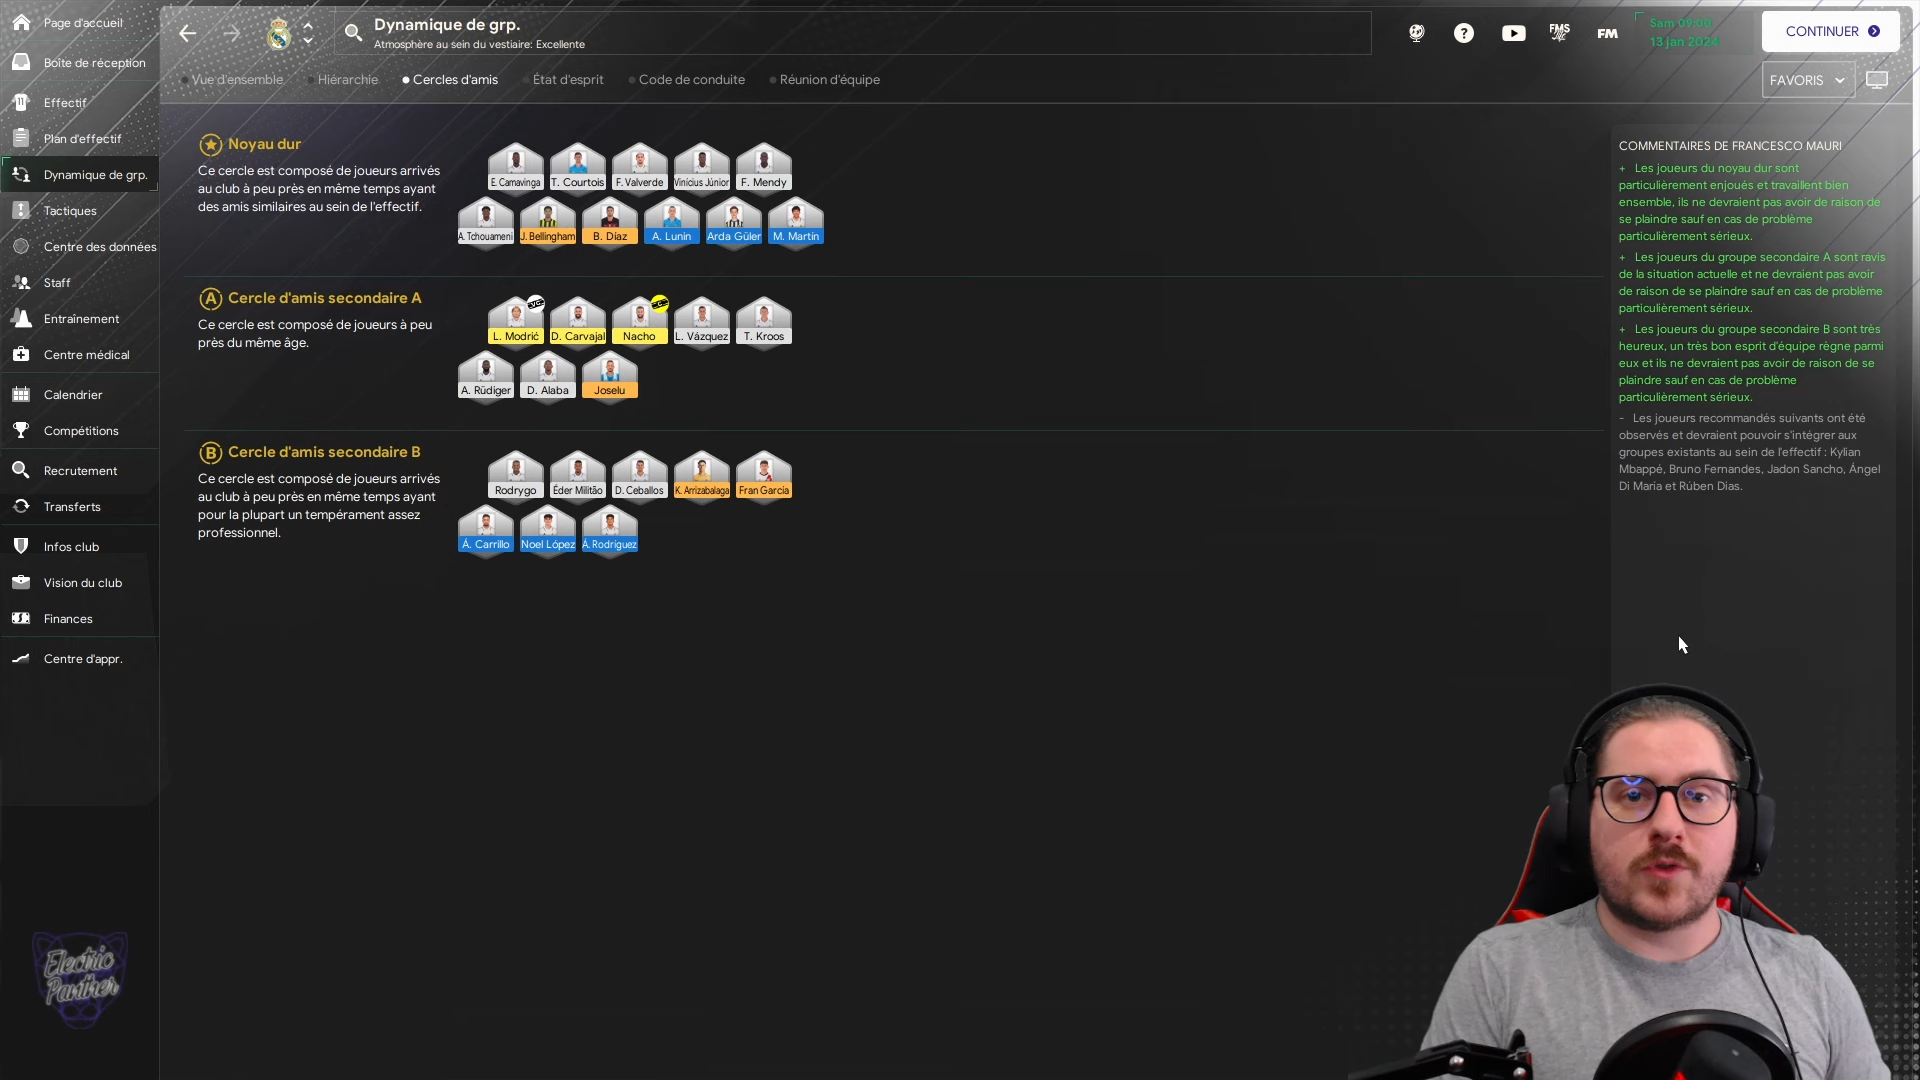 Page d'accueil
Boîte de réception
Effectif
Plan d'effectif
Dynamique de grp.
Tactiques
Centre des données
Staff
Entraînement
Centre médical
Calendrier
Compétitions
Recrutement
Transferts
Infos club
Vision du club
Finances
Centre d'appr.
Electric
Panther
Dynamique de grp.
Atmosphère au sein du vestiaire: Excellente
FMS
FM
Sam 09:00
13 jan 2024
CONTINUER
Vue d'ensemble
Hiérarchie
Cercles d'amis
État d'esprit
Code de conduite
Réunion d'équipe
FAVORIS
Noyau dur
Ce cercle est composé de joueurs arrivés
au club à peu près en même temps ayant
des amis similaires au sein de l'effectif.
E. Camavinga
T. Courtois
F. Valverde
Vinícius Júnior
F. Mendy
A. Tchouameni
J. Bellingham
B. Díaz
A. Lunin
Arda Güler
M. Martín
A
Cercle d'amis secondaire A
Ce cercle est composé de joueurs à peu
près du même âge.
L. Modrić
D. Carvajal
Nacho
L. Vázquez
T. Kroos
A. Rüdiger
D. Alaba
Joselu
B
Cercle d'amis secondaire B
Ce cercle est composé de joueurs arrivés
au club à peu près en même temps ayant
pour la plupart un tempérament assez
professionnel.
Rodrygo
Éder Militão
D. Ceballos
K. Arrizabalaga
Fran García
Á. Carrillo
Noel López
Á. Rodríguez
COMMENTAIRES DE FRANCESCO MAURI
+ Les joueurs du noyau dur sont
particulièrement enjoués et travaillent bien
ensemble, ils ne devraient pas avoir de raison de
se plaindre sauf en cas de problème
particulièrement sérieux.
+ Les joueurs du groupe secondaire A sont ravis
de la situation actuelle et ne devraient pas avoir
de raison de se plaindre sauf en cas de problème
particulièrement sérieux.
+ Les joueurs du groupe secondaire B sont très
heureux, un très bon esprit d'équipe règne parmi
eux et ils ne devraient pas avoir de raison de se
plaindre sauf en cas de problème
particulièrement sérieux.
- Les joueurs recommandés suivants ont été
observés et devraient pouvoir s'intégrer aux
groupes existants au sein de l'effectif : Kylian
Mbappé, Bruno Fernandes, Jadon Sancho, Ángel
Di María et Rúben Dias.